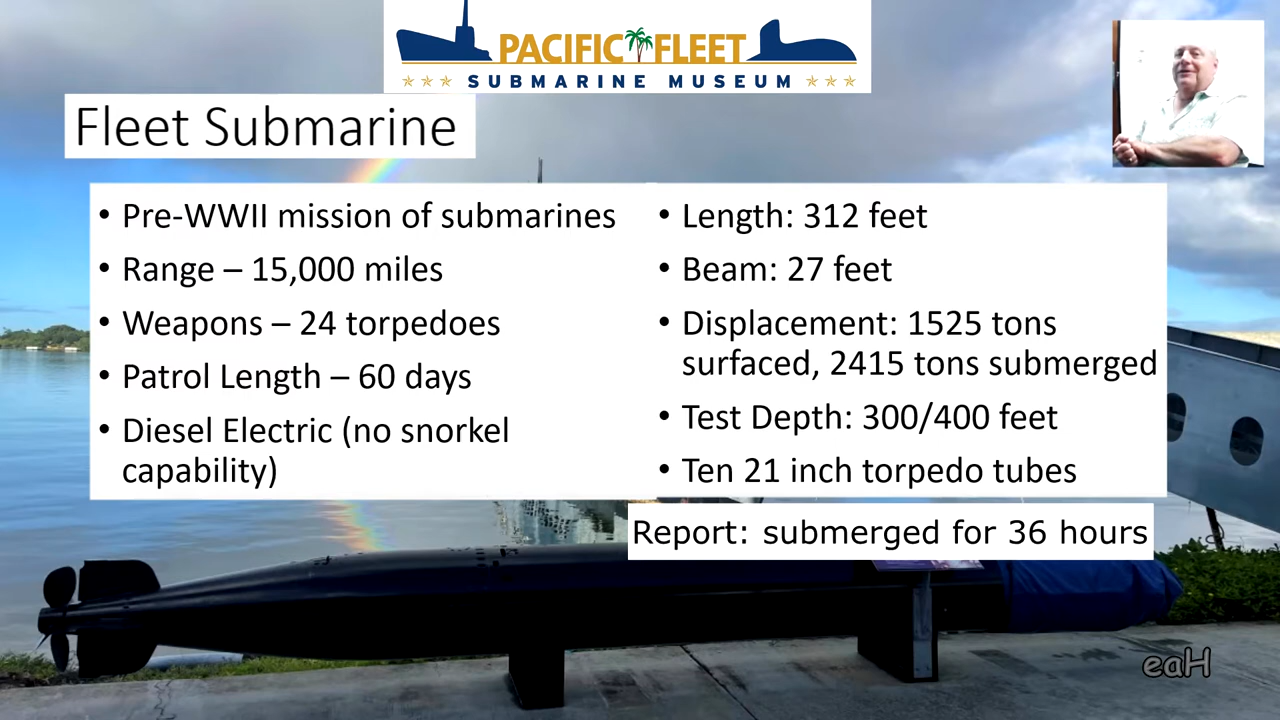 PACIFIC FLEET
SUBMARINE MUSEUM
Fleet Submarine
• Pre-WWII mission of submarines
• Range – 15,000 miles
• Weapons – 24 torpedoes
• Patrol Length – 60 days
• Diesel Electric (no snorkel
capability)
• Length: 312 feet
• Beam: 27 feet
• Displacement: 1525 tons
surfaced, 2415 tons submerged
• Test Depth: 300/400 feet
• Ten 21 inch torpedo tubes
Report: submerged for 36 hours
eaH